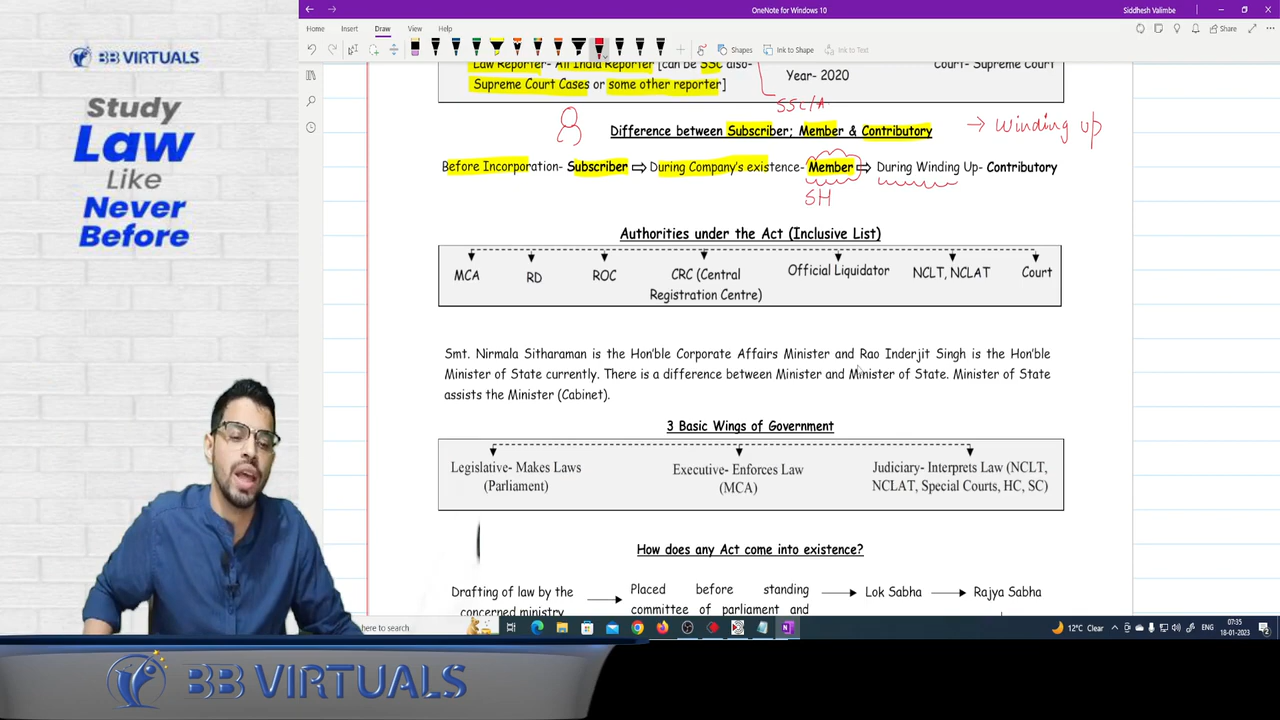 OneNote for Windows 10
Siddhesh Valimbe
Home Insert Draw View Help
Share
Shapes
Ink to Shape
Ink to Text
BB VIRTUALS
Study
Law
Like
Never
Before
Law Reporter- All India Reporter [can be SSC also-
Supreme Court Cases or some other reporter]
Year- 2020
Court- Supreme Court
SSC/A
Difference between Subscriber; Member & Contributory
→ Winding up
Before Incorporation- Subscriber ⇨ During Company's existence- Member ⇨ During Winding Up- Contributory
SH
Authorities under the Act (Inclusive List)
MCA
RD
ROC
CRC (Central
Registration Centre)
Official Liquidator
NCLT, NCLAT
Court
Smt. Nirmala Sitharaman is the Hon'ble Corporate Affairs Minister and Rao Inderjit Singh is the Hon'ble
Minister of State currently. There is a difference between Minister and Minister of State. Minister of State
assists the Minister (Cabinet).
3 Basic Wings of Government
Legislative- Makes Laws
(Parliament)
Executive- Enforces Law
(MCA)
Judiciary- Interprets Law (NCLT,
NCLAT, Special Courts, HC, SC)
How does any Act come into existence?
Drafting of law by the
concerned ministry
Placed before standing
committee of parliament and
Lok Sabha
Rajya Sabha
here to search
12°C Clear
ENG
07:35
18-01-2023
BB VIRTUALS